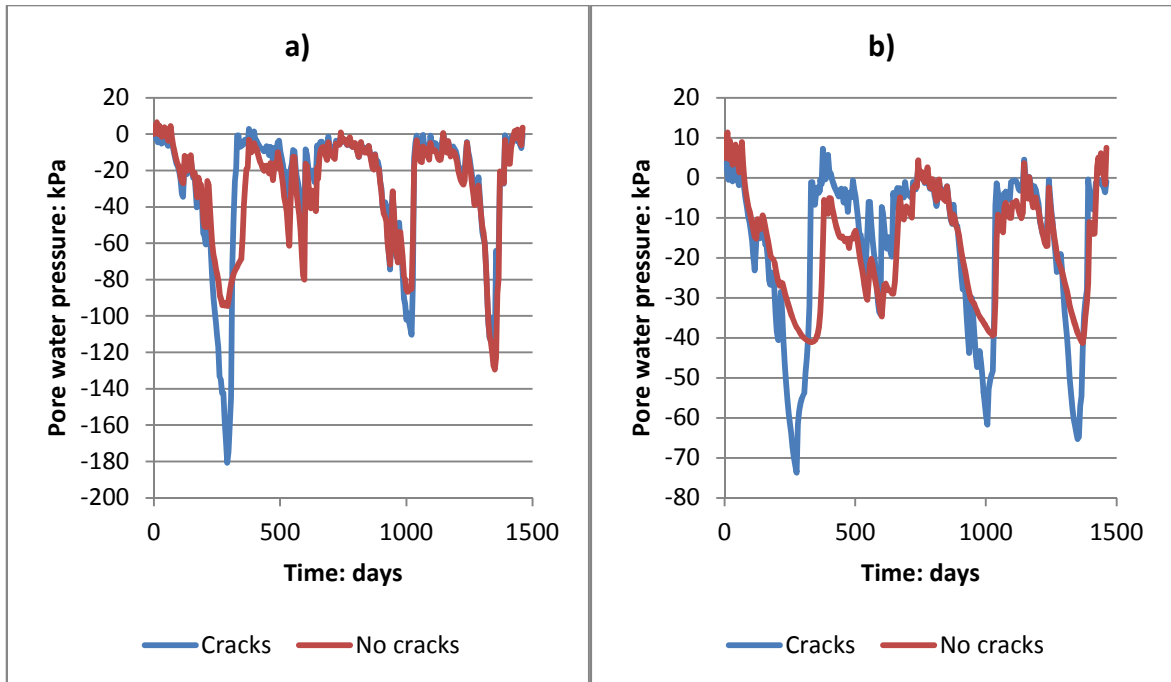 a)
Pore water pressure: kPa
20
0
-20
-40
-60
-80
-100
-120
-140
-160
-180
-200
0 500 1000 1500
Time: days
Cracks No cracks
b)
Pore water pressure: kPa
20
10
0
-10
-20
-30
-40
-50
-60
-70
-80
0 500 1000 1500
Time: days
Cracks No cracks